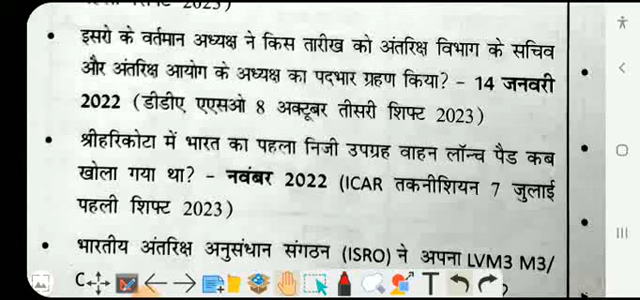 इसरो के वर्तमान अध्यक्ष ने किस तारीख को अंतरिक्ष विभाग के सचिव
और अंतरिक्ष आयोग के अध्यक्ष का पदभार ग्रहण किया? – 14 जनवरी
2022 (डीडीए एएसओ 8 अक्टूबर तीसरी शिफ्ट 2023)
श्रीहरिकोटा में भारत का पहला निजी उपग्रह वाहन लॉन्च पैड कब
खोला गया था? – नवंबर 2022 (ICAR तकनीशियन 7 जुलाई
पहली शिफ्ट 2023)
भारतीय अंतरिक्ष अनुसंधान संगठन (ISRO) ने अपना LVM3 M3/